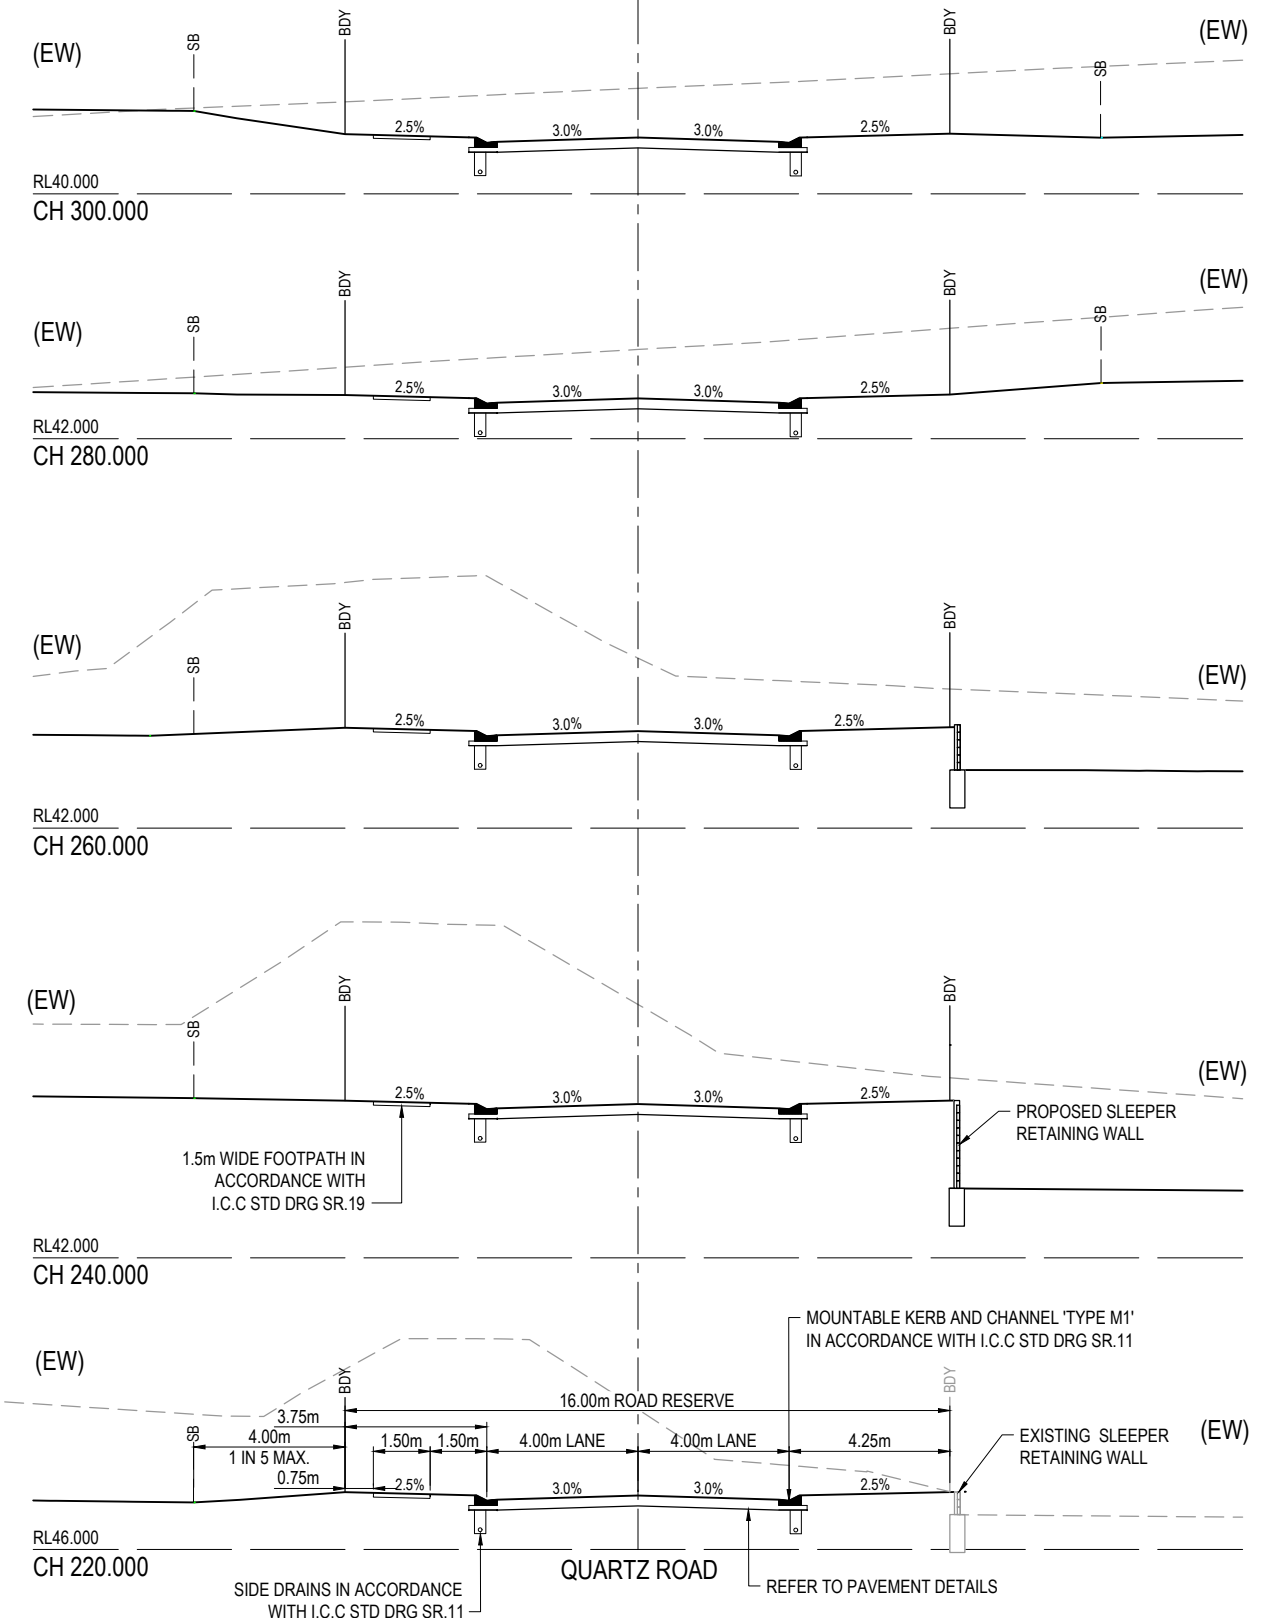 (EW)
SB
BDY
BDY
(EW)
SB
2.5%
3.0%
3.0%
2.5%
RL40.000
CH 300.000
(EW)
SB
BDY
BDY
(EW)
SB
2.5%
3.0%
3.0%
2.5%
RL42.000
CH 280.000
(EW)
SB
BDY
BDY
(EW)
2.5%
3.0%
3.0%
2.5%
RL42.000
CH 260.000
(EW)
SB
BDY
BDY
(EW)
2.5%
3.0%
3.0%
2.5%
PROPOSED SLEEPER
RETAINING WALL
1.5m WIDE FOOTPATH IN
ACCORDANCE WITH
I.C.C STD DRG SR.19
RL42.000
CH 240.000
MOUNTABLE KERB AND CHANNEL 'TYPE M1'
IN ACCORDANCE WITH I.C.C STD DRG SR.11
(EW)
BDY
BDY
16.00m ROAD RESERVE
3.75m
SB
4.00m
1.50m
1.50m
4.00m LANE
4.00m LANE
4.25m
(EW)
EXISTING SLEEPER
RETAINING WALL
1 IN 5 MAX.
0.75m
2.5%
3.0%
3.0%
2.5%
RL46.000
CH 220.000
QUARTZ ROAD
REFER TO PAVEMENT DETAILS
SIDE DRAINS IN ACCORDANCE
WITH I.C.C STD DRG SR.11